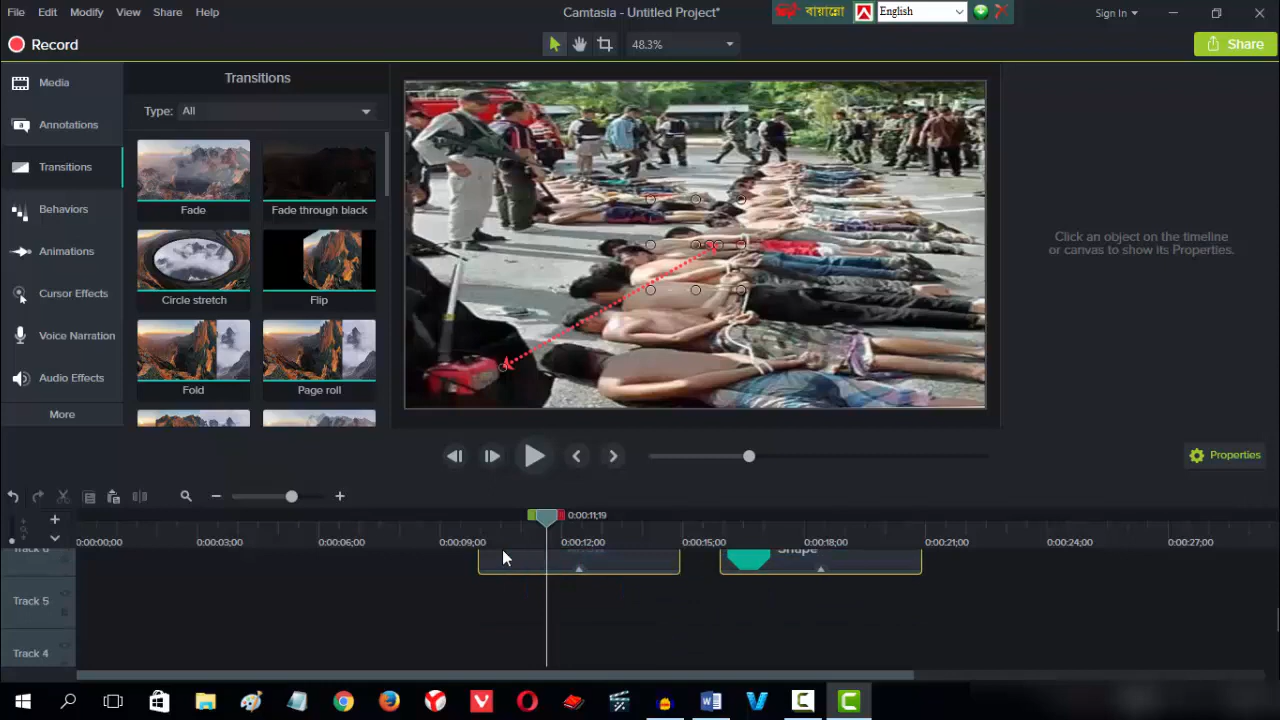 File Edit Modify View Share Help
Camtasia - Untitled Project*
বায়ান্নো
English
Sign In
Record
48.3%
Share
Media
Annotations
Transitions
Behaviors
Animations
Cursor Effects
Voice Narration
Audio Effects
More
Transitions
Type: All
Fade
Fade through black
Circle stretch
Flip
Fold
Page roll
Click an object on the timeline
or canvas to show its Properties.
Properties
0:00:11;19
0:00:00;00 0:00:03;00 0:00:06;00 0:00:09;00 0:00:12;00 0:00:15;00 0:00:18;00 0:00:21;00 0:00:24;00 0:00:27;00
Track 6
Shape
Track 5
Track 4